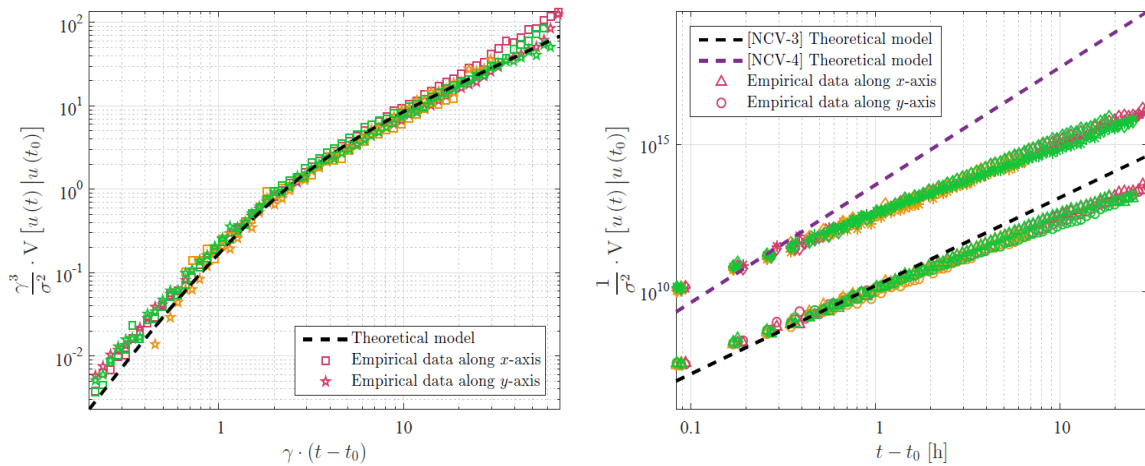 10^2
10^1
10^0
10^-1
10^-2
γ^3/σ^2 · V [u (t) |u (t_0)]
Theoretical model
Empirical data along x-axis
Empirical data along y-axis
1
10
γ · (t − t_0)
[NCV-3] Theoretical model
[NCV-4] Theoretical model
Empirical data along x-axis
Empirical data along y-axis
10^15
10^10
1/σ^2 · V [u (t) |u (t_0)]
0.1
1
10
t − t_0 [h]